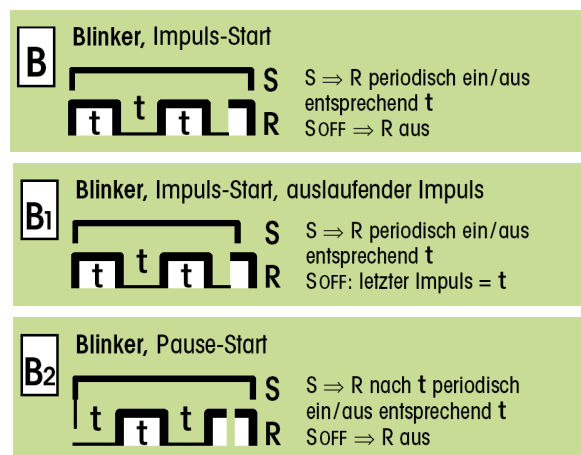 B
Blinker, Impuls-Start
S
t
t t
R
S ⇒ R periodisch ein/aus
entsprechend t
SOFF ⇒ R aus
B1
Blinker, Impuls-Start, auslaufender Impuls
S
t
t t
R
S ⇒ R periodisch ein/aus
entsprechend t
SOFF: letzter Impuls = t
B2
Blinker, Pause-Start
S
t t
t
R
S ⇒ R nach t periodisch
ein/aus entsprechend t
SOFF ⇒ R aus